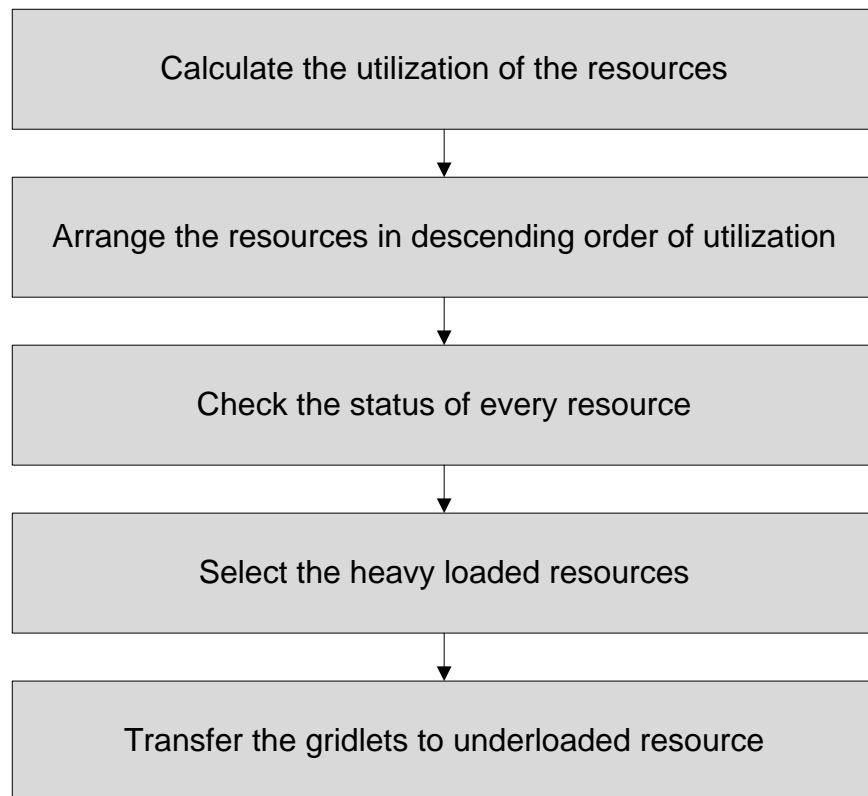 Calculate the utilization of the resources
Arrange the resources in descending order of utilization
Check the status of every resource
Select the heavy loaded resources
Transfer the gridlets to underloaded resource